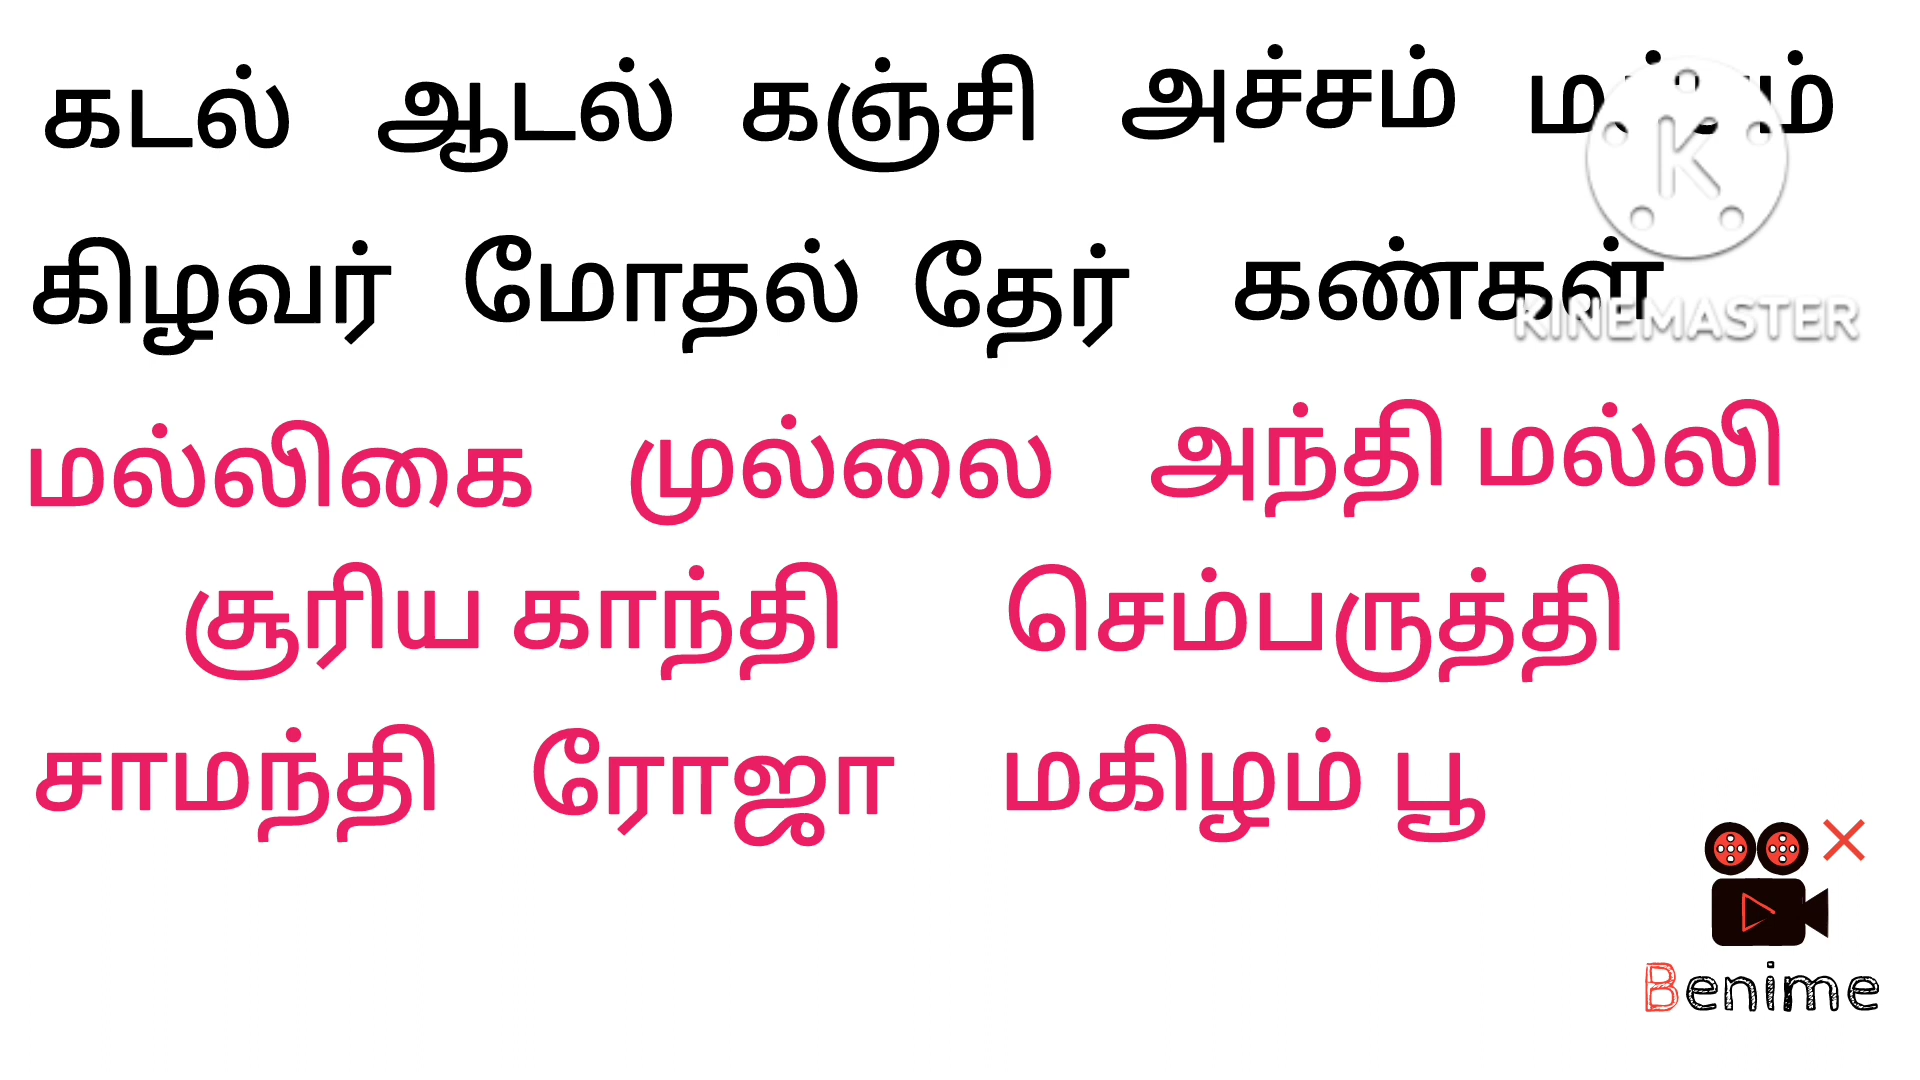 கடல் ஆடல் கஞ்சி அச்சம்
கிழவர் மோதல் தேர் கண்கள்
KINEMASTER
மல்லிகை முல்லை அந்தி மல்லி
சூரிய காந்தி செம்பருத்தி
சாமந்தி ரோஜா மகிழம் பூ
Benime